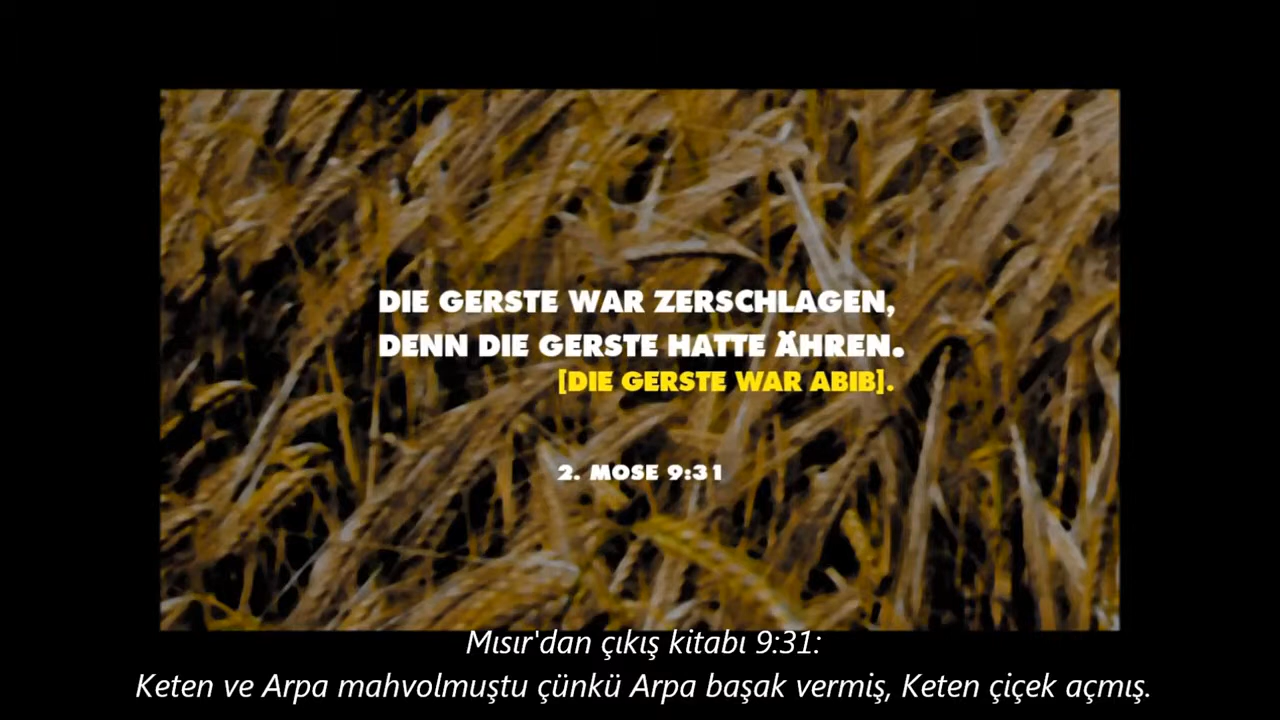 DIE GERSTE WAR ZERSCHLAGEN,
DENN DIE GERSTE HATTE ÄHREN.
[DIE GERSTE WAR ABIB].
2. MOSE 9:31
Mısır'dan çıkış kitabı 9:31:
Keten ve Arpa mahvolmuştu çünkü Arpa başak vermiş, Keten çiçek açmış.